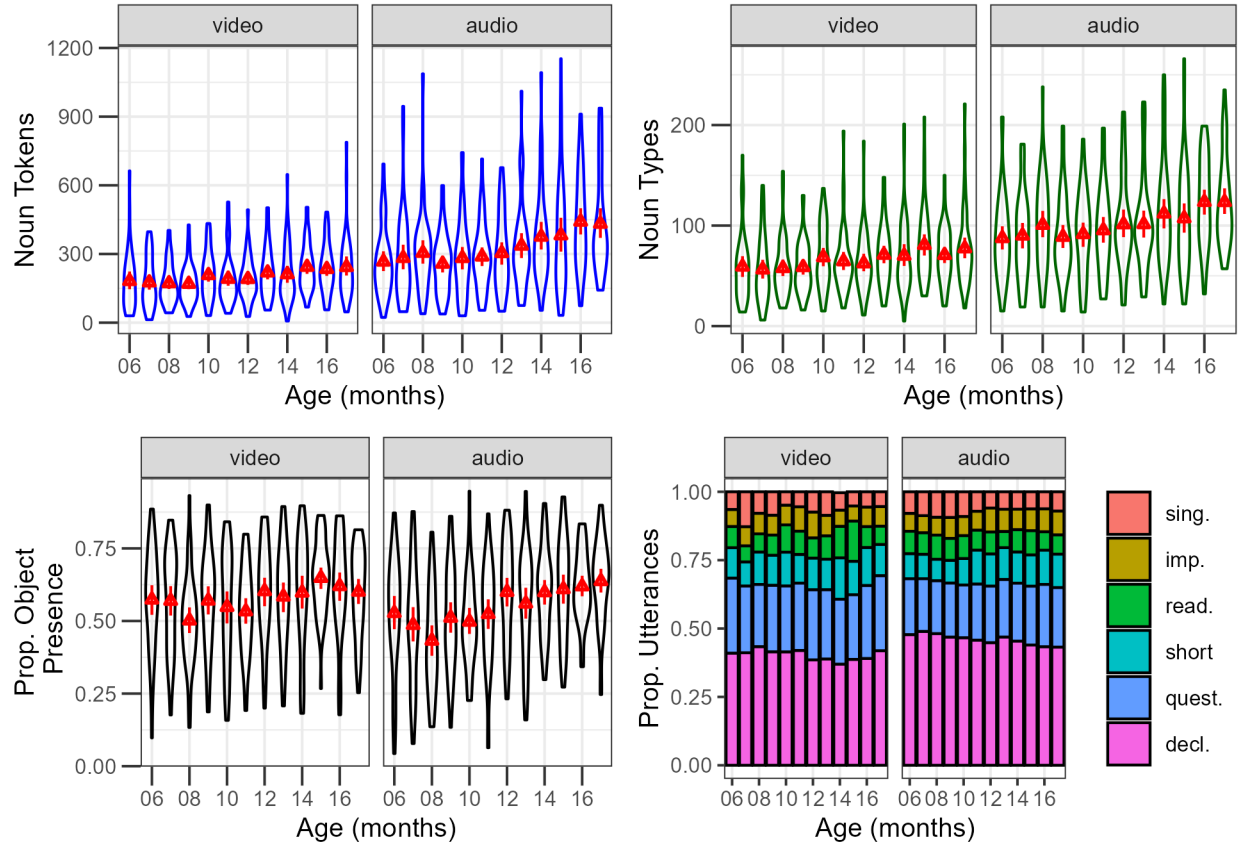 video audio
1200
900
600
300
0
Noun Tokens
06 08 10 12 14 16 06 08 10 12 14 16
Age (months)
video audio
200
100
0
Noun Types
06 08 10 12 14 16 06 08 10 12 14 16
Age (months)
video audio
0.75
0.50
0.25
0.00
Prop. Object
Presence
06 08 10 12 14 16 06 08 10 12 14 16
Age (months)
video audio
1.00
0.75
0.50
0.25
0.00
Prop. Utterances
06 08 10 12 14 16 06 08 10 12 14 16
Age (months)
sing.
imp.
read.
short
quest.
decl.